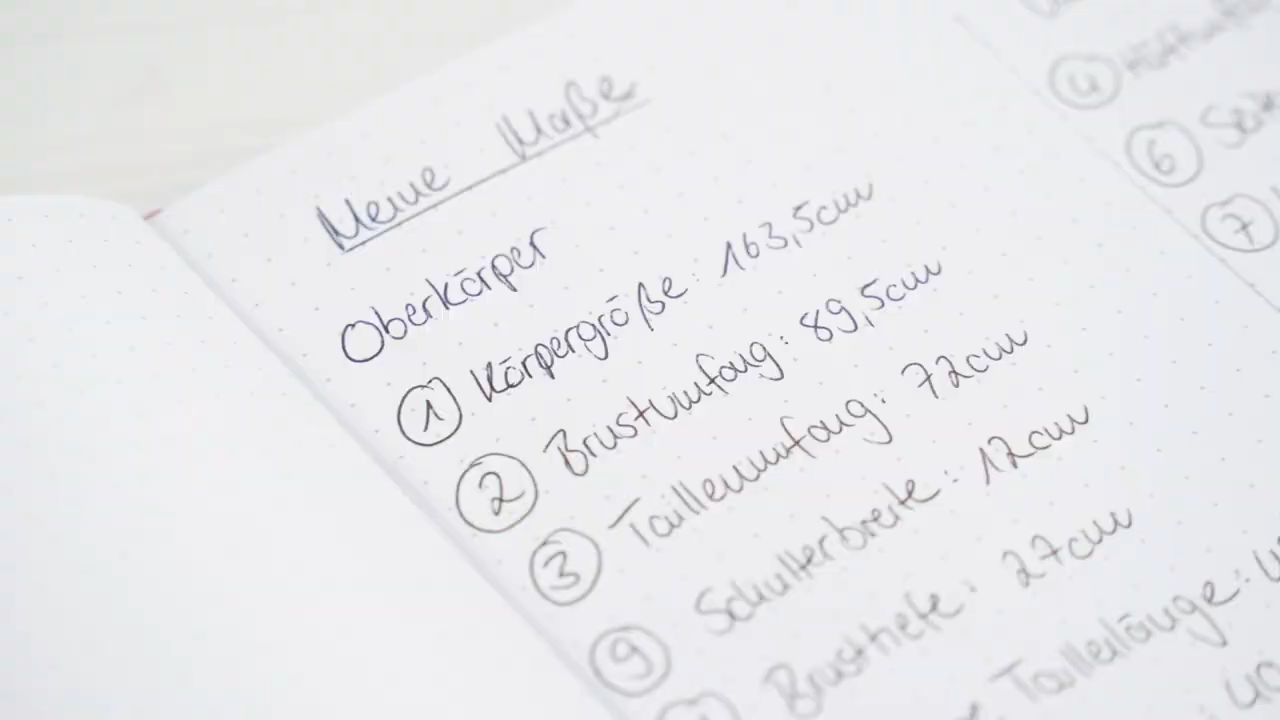 Meine Maße
Oberkörper
① Körpergröße: 163,5cm
② Brustumfang: 89,5cm
③ Taillenumfang: 72cm
⑨ Schulterbreite: 12cm
Brusttiefe: 27cm
Taillenlänge:
④
⑥
⑦